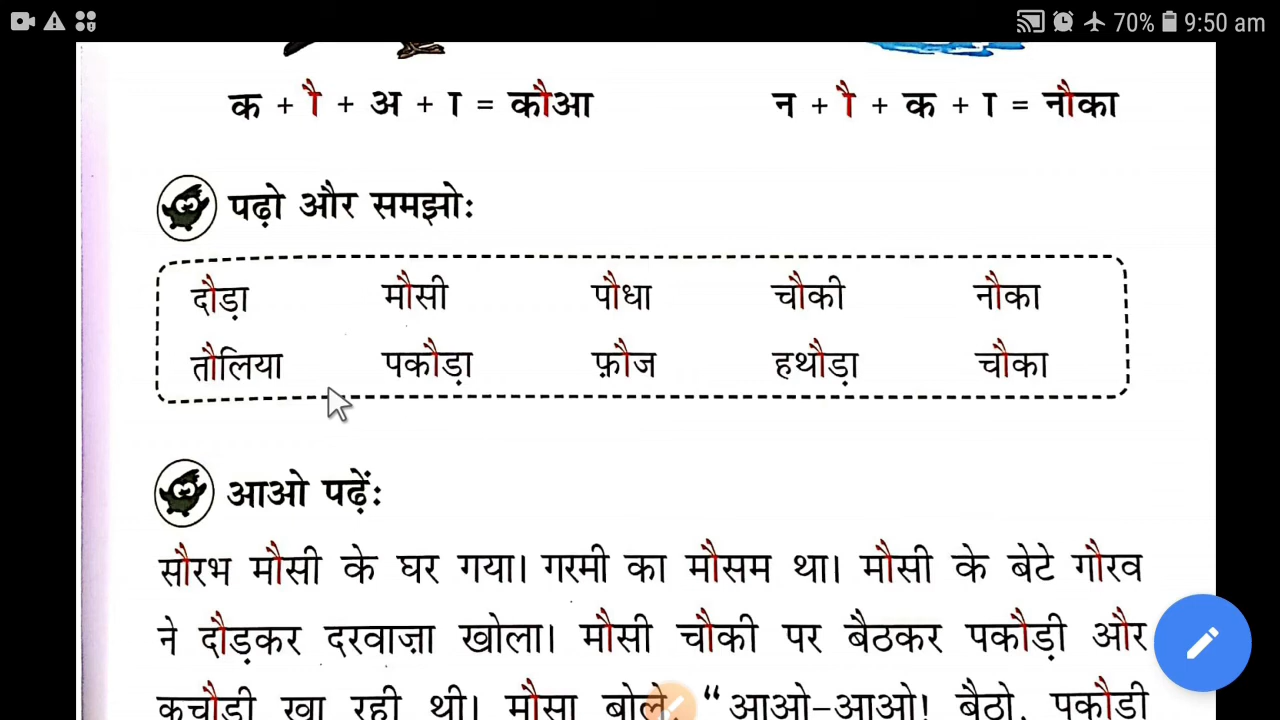 70% 9:50 am
क + ौ + अ + ा = कौआ
न + ौ + क + ा = नौका
पढ़ो और समझो:
दौड़ा मौसी पौधा चौकी नौका
तौलिया पकौड़ा फ़ौज हथौड़ा चौका
आओ पढ़ें:
सौरभ मौसी के घर गया। गरमी का मौसम था। मौसी के बेटे गौरव
ने दौड़कर दरवाज़ा खोला। मौसी चौकी पर बैठकर पकौड़ी और
कचौड़ी खा रही थी। मौसा बोले, “आओ-आओ! बैठो, पकौड़ी